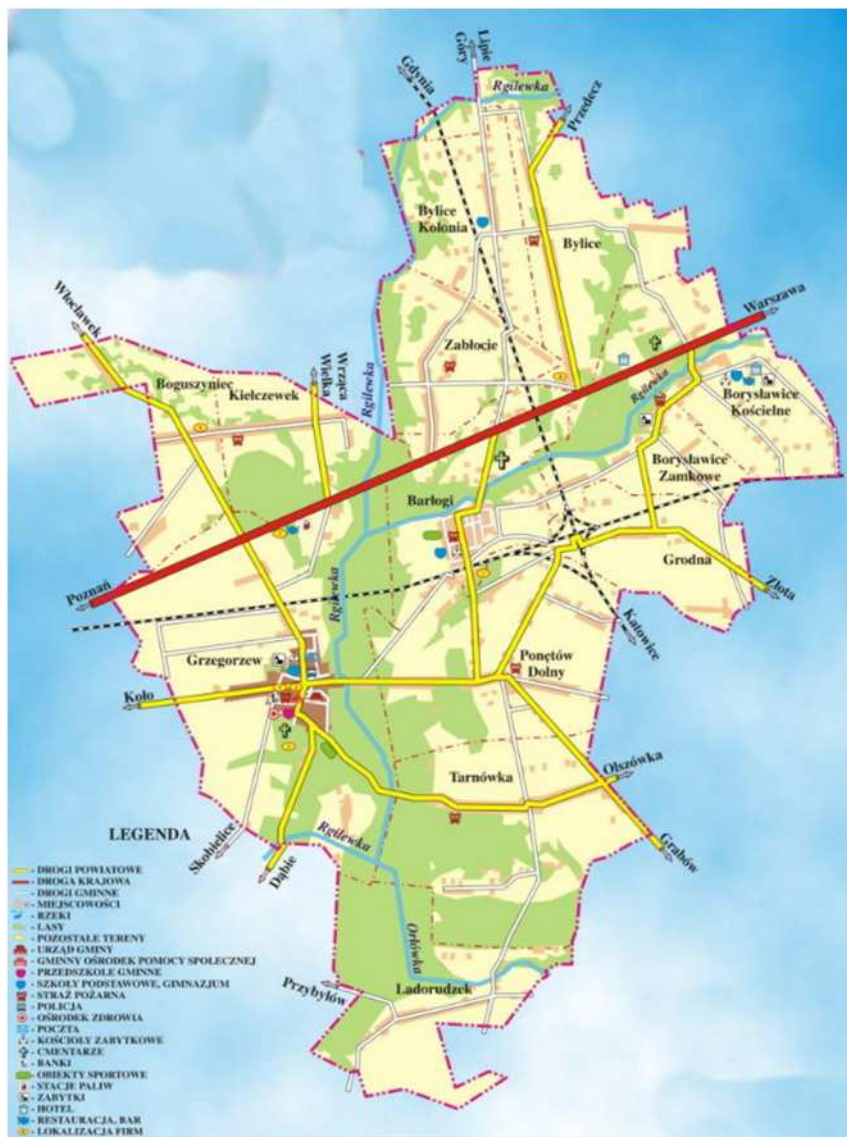 Lipie
Góry
Gdynia
Rgilewka
Przedecz
Bylice
Kolonia
Bylice
Włocławek
Warszawa
Zabłocie
Boguszyniec
Wrząca
Wielka
Kiełczewek
Rgilewka
Rgilewka
Borysławice
Kościelne
Borysławice
Zamkowe
Barłogi
Grodna
Poznań
Rgilewka
Złota
Katowice
Grzegorzew
Ponętów
Dolny
Koło
Olszówka
Tarnówka
Grabów
Skobielice
Rgilewka
Dąbie
Orłówka
Przybyłów
Ladorudzek
LEGENDA
- DROGI POWIATOWE
- DROGA KRAJOWA
- DROGI GMINNE
- MIEJSCOWOŚCI
- RZEKI
- LASY
- POZOSTAŁE TERENY
- URZĄD GMINY
- GMINNY OŚRODEK POMOCY SPOŁECZNEJ
- PRZEDSZKOLE GMINNE
- SZKOŁY PODSTAWOWE, GIMNAZJUM
- STRAŻ POŻARNA
- POLICJA
- OŚRODEK ZDROWIA
- POCZTA
- KOŚCIOŁY ZABYTKOWE
- CMENTARZE
- BANKI
- OBIEKTY SPORTOWE
- STACJE PALIW
- ZABYTKI
- HOTEL
- RESTAURACJA, BAR
- LOKALIZACJA FIRM